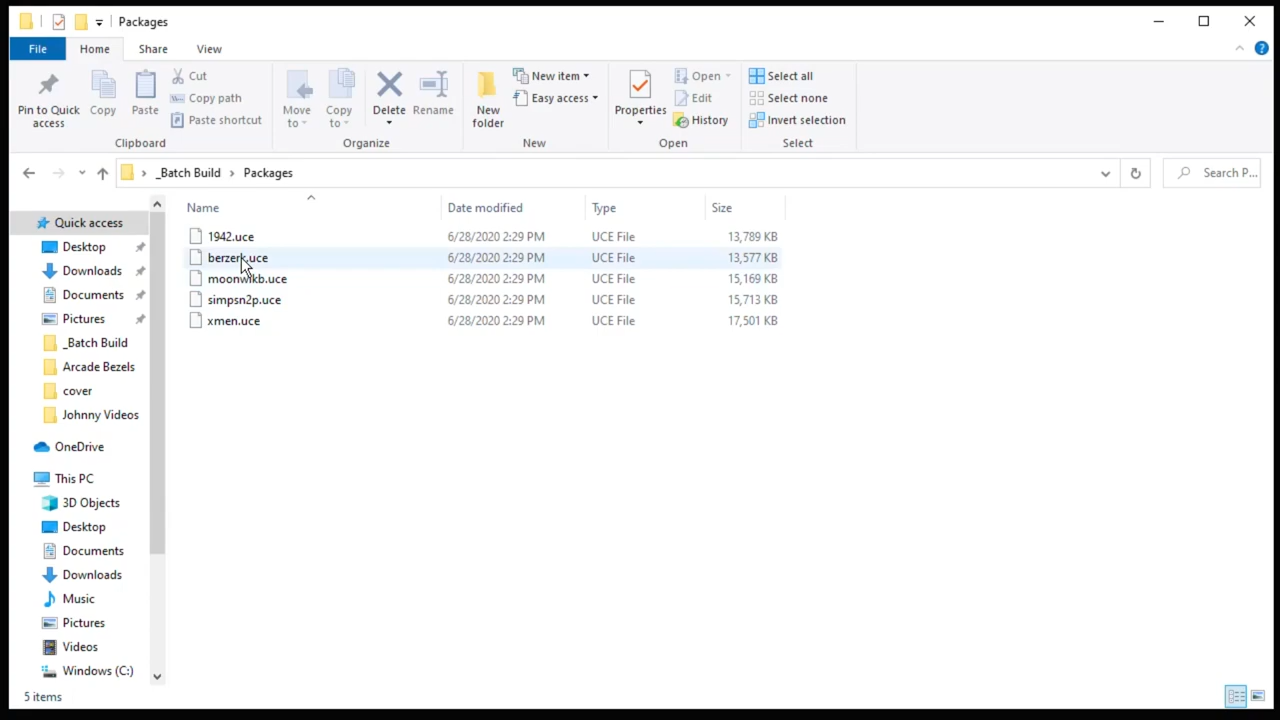 Packages
File Home Share View
Pin to Quick access
Copy
Paste
Cut
Copy path
Paste shortcut
Clipboard
Move to
Copy to
Delete
Rename
Organize
New folder
New item
Easy access
New
Properties
Open
Edit
History
Open
Select all
Select none
Invert selection
Select
_Batch Build > Packages
Search P...
Name Date modified Type Size
1942.uce 6/28/2020 2:29 PM UCE File 13,789 KB
berzerk.uce 6/28/2020 2:29 PM UCE File 13,577 KB
moonwlkb.uce 6/28/2020 2:29 PM UCE File 15,169 KB
simpsn2p.uce 6/28/2020 2:29 PM UCE File 15,713 KB
xmen.uce 6/28/2020 2:29 PM UCE File 17,501 KB
Quick access
Desktop
Downloads
Documents
Pictures
_Batch Build
Arcade Bezels
cover
Johnny Videos
OneDrive
This PC
3D Objects
Desktop
Documents
Downloads
Music
Pictures
Videos
Windows (C:)
5 items